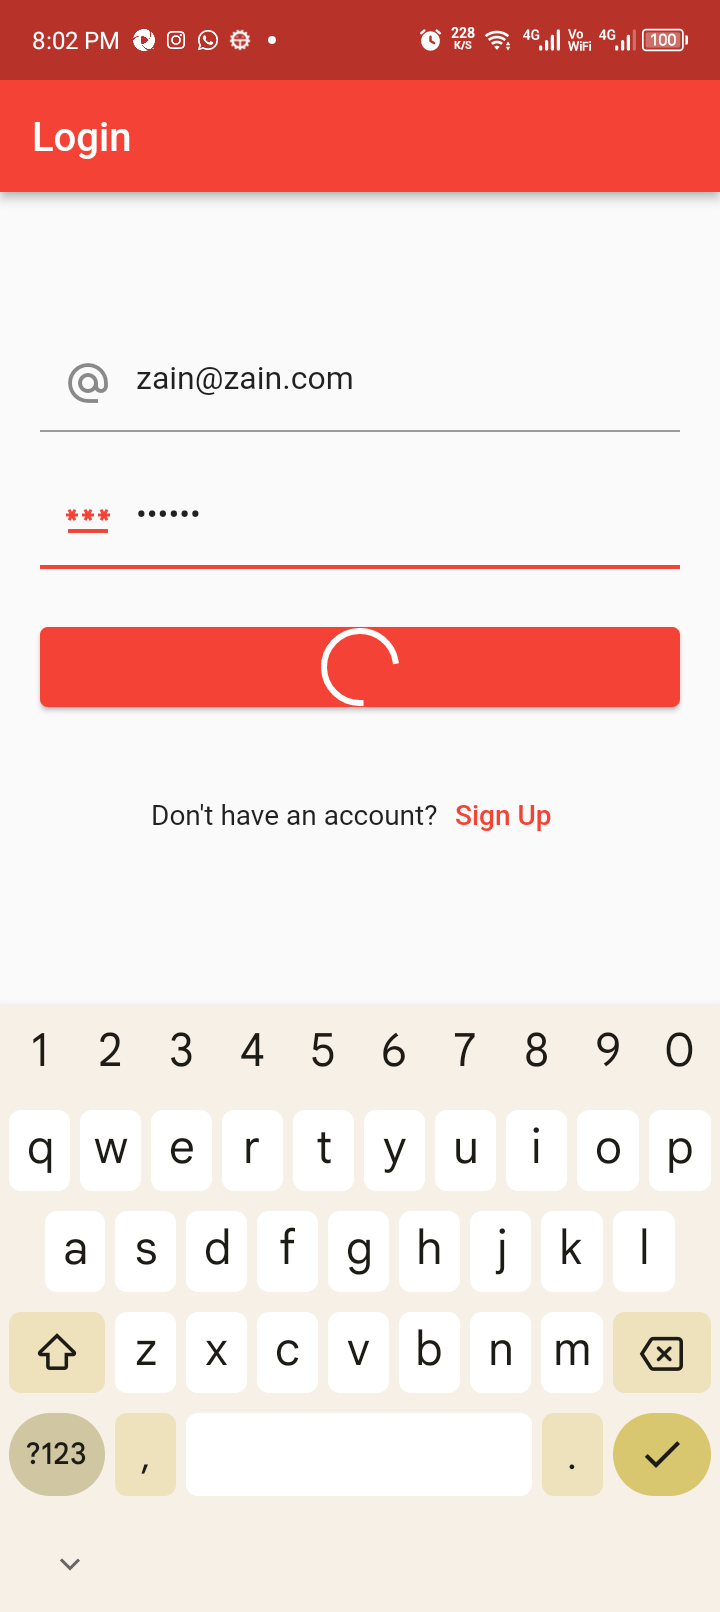 8:02 PM 228 K/S 4G Vo WiFi 4G 100
Login
zain@zain.com
*** ••••••
Don't have an account? Sign Up
1 2 3 4 5 6 7 8 9 0
q w e r t y u i o p
a s d f g h j k l
z x c v b n m
?123 , .